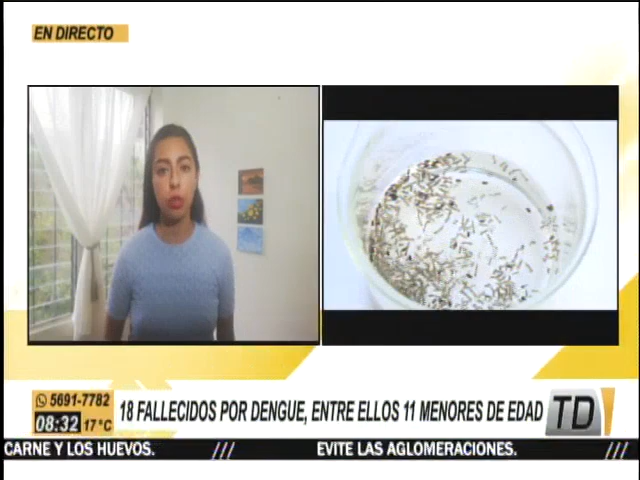 EN DIRECTO
5691-7782
08:32 17°C
18 FALLECIDOS POR DENGUE, ENTRE ELLOS 11 MENORES DE EDAD
TD
CARNE Y LOS HUEVOS. /// EVITE LAS AGLOMERACIONES. ///